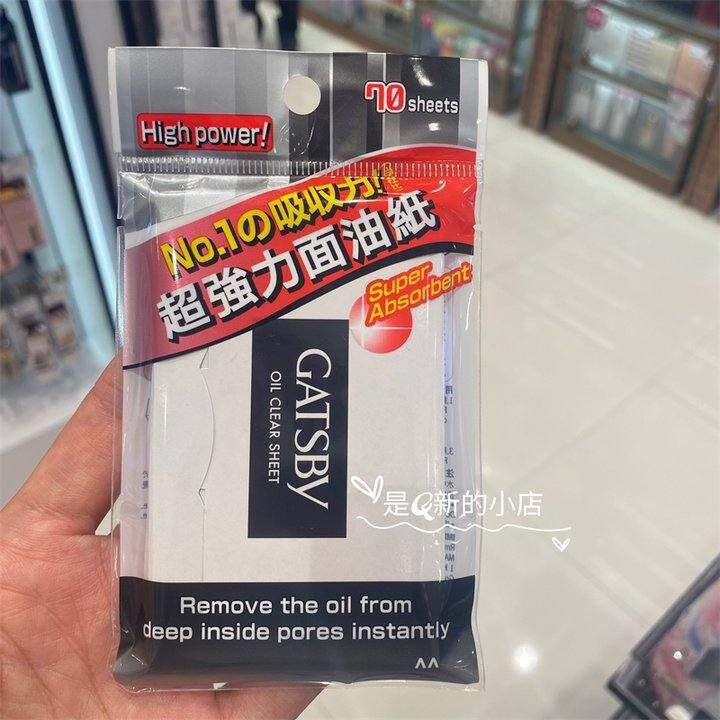 70 sheets
High power!
No.1の吸収力!
超強力面油紙
Super
Absorbent
GATSBY
OIL CLEAR SHEET
是Q新的小店
Remove the oil from
deep inside pores instantly